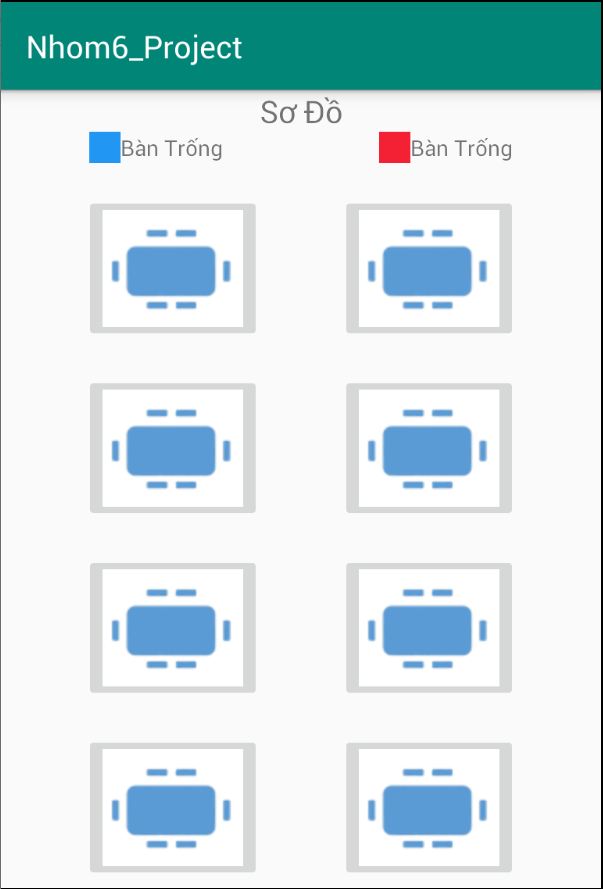 Nhom6_Project
Sơ Đồ
Bàn Trống
Bàn Trống